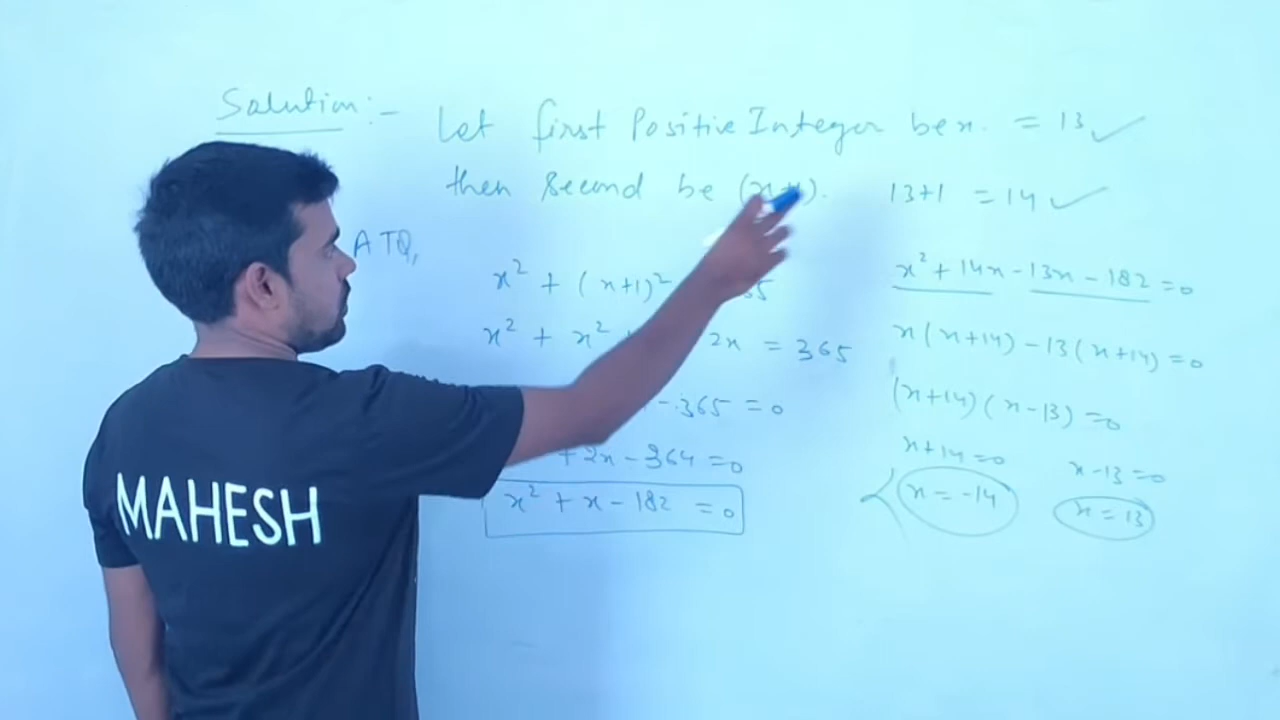 Solution:-
Let first Positive Integer be x. = 13 ✓
then second be (x+1). 13+1 = 14 ✓
ATQ,
x² + (x+1)² 65
x² + x² 2x = 365
- 365 = 0
+2x - 364 = 0
x² + x - 182 = 0
x² + 14x - 13x - 182 = 0
x(x+14) - 13(x+14) = 0
(x+14)(x-13) = 0
x+14=0 x-13=0
x = -14 x = 13
MAHESH